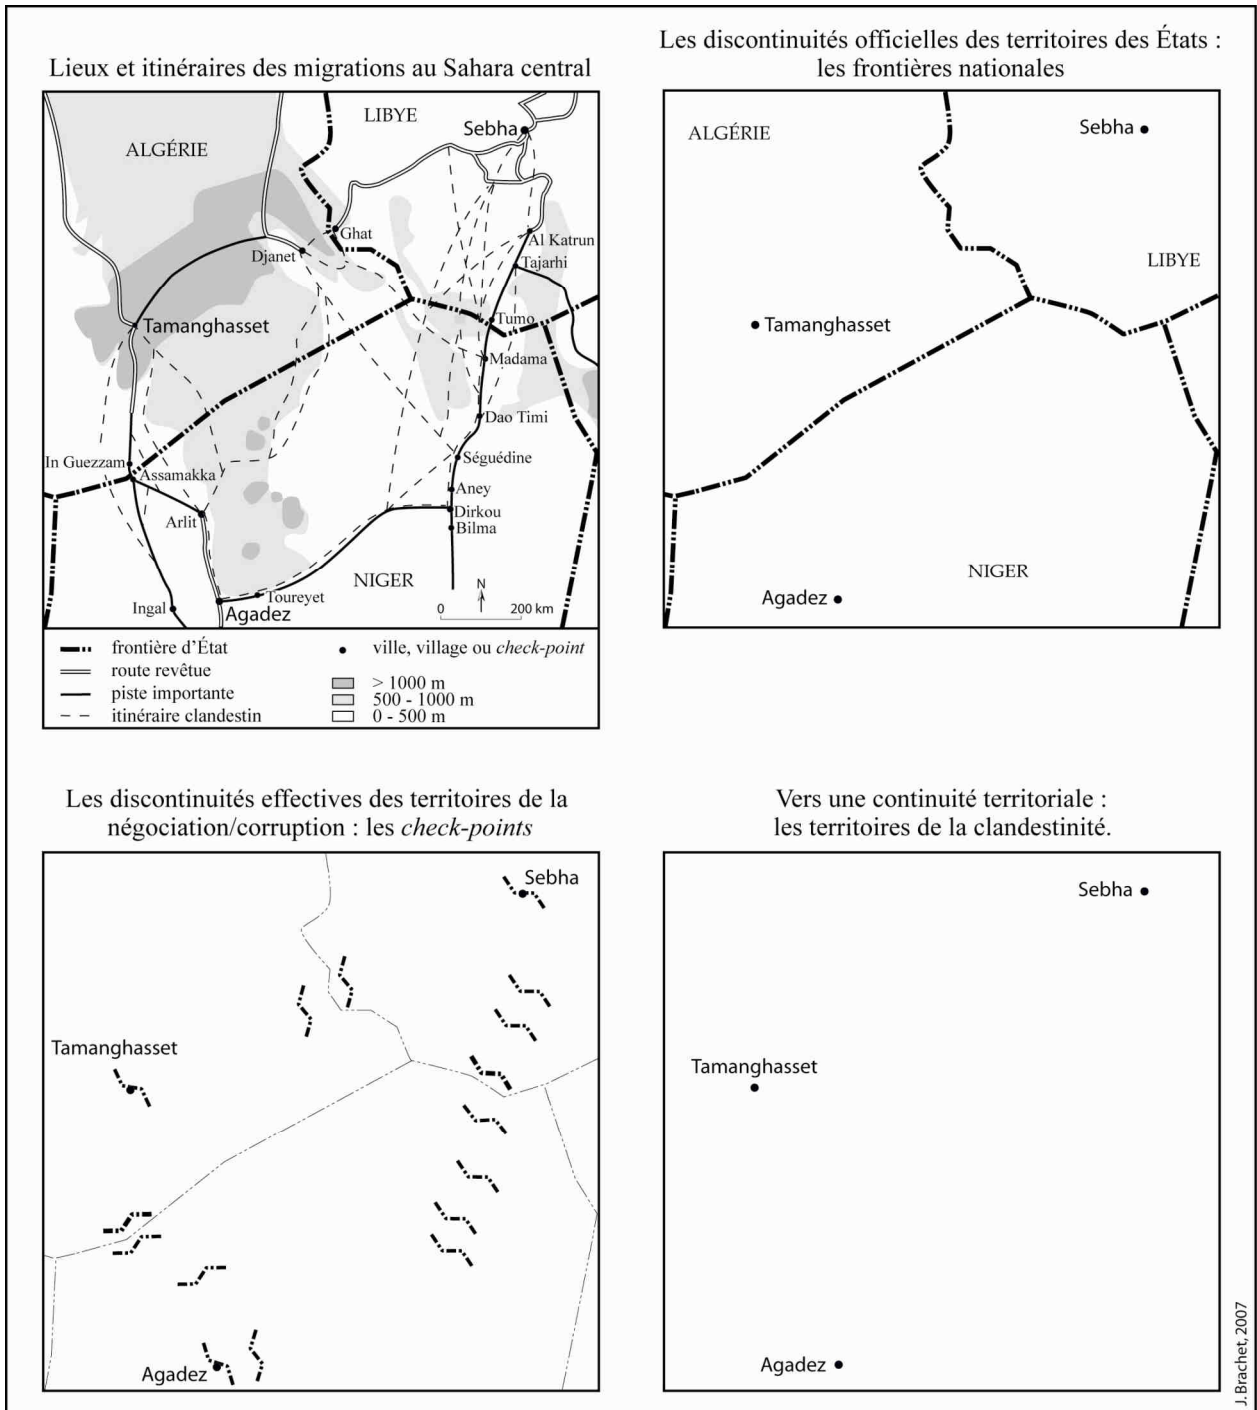 Lieux et itinéraires des migrations au Sahara central
ALGÉRIE
LIBYE
Sebha
Ghat
Djanet
Al Katrun
Tajarhi
Tamanghasset
Tumo
Madama
Dao Timi
In Guezzam
Assamakka
Séguédine
Aney
Arlit
Dirkou
Bilma
NIGER
N
Ingal
Toureyet
Agadez
0 200 km
frontière d'État
route revêtue
piste importante
itinéraire clandestin
ville, village ou check-point
> 1000 m
500 - 1000 m
0 - 500 m
Les discontinuités officielles des territoires des États :
les frontières nationales
ALGÉRIE
Sebha
LIBYE
Tamanghasset
NIGER
Agadez
Les discontinuités effectives des territoires de la
négociation/corruption : les check-points
Sebha
Tamanghasset
Agadez
Vers une continuité territoriale :
les territoires de la clandestinité.
Sebha
Tamanghasset
Agadez
J. Brachet, 2007